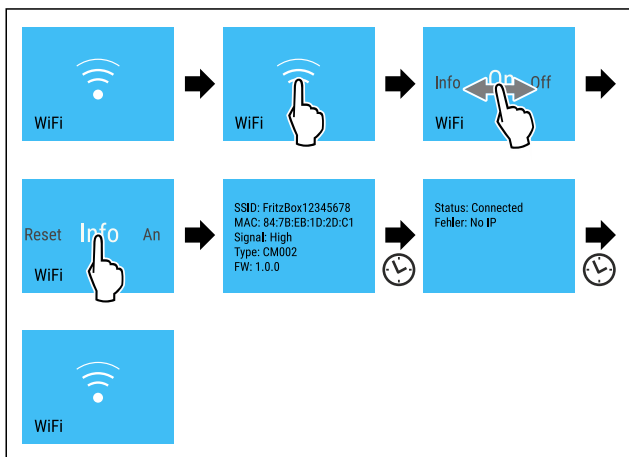 WiFi
WiFi
Info On Off
WiFi
Reset Info An
WiFi
SSID: FritzBox12345678
MAC: 84:7B:EB:1D:2D:C1
Signal: High
Type: CM002
FW: 1.0.0
Status: Connected
Fehler: No IP
WiFi